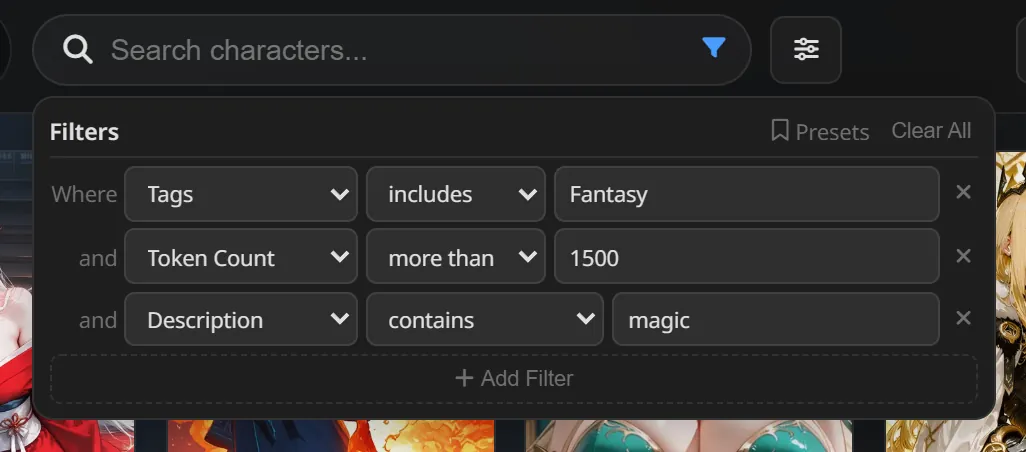 Search characters...
Filters
Presets Clear All
Where Tags includes Fantasy
and Token Count more than 1500
and Description contains magic
Add Filter